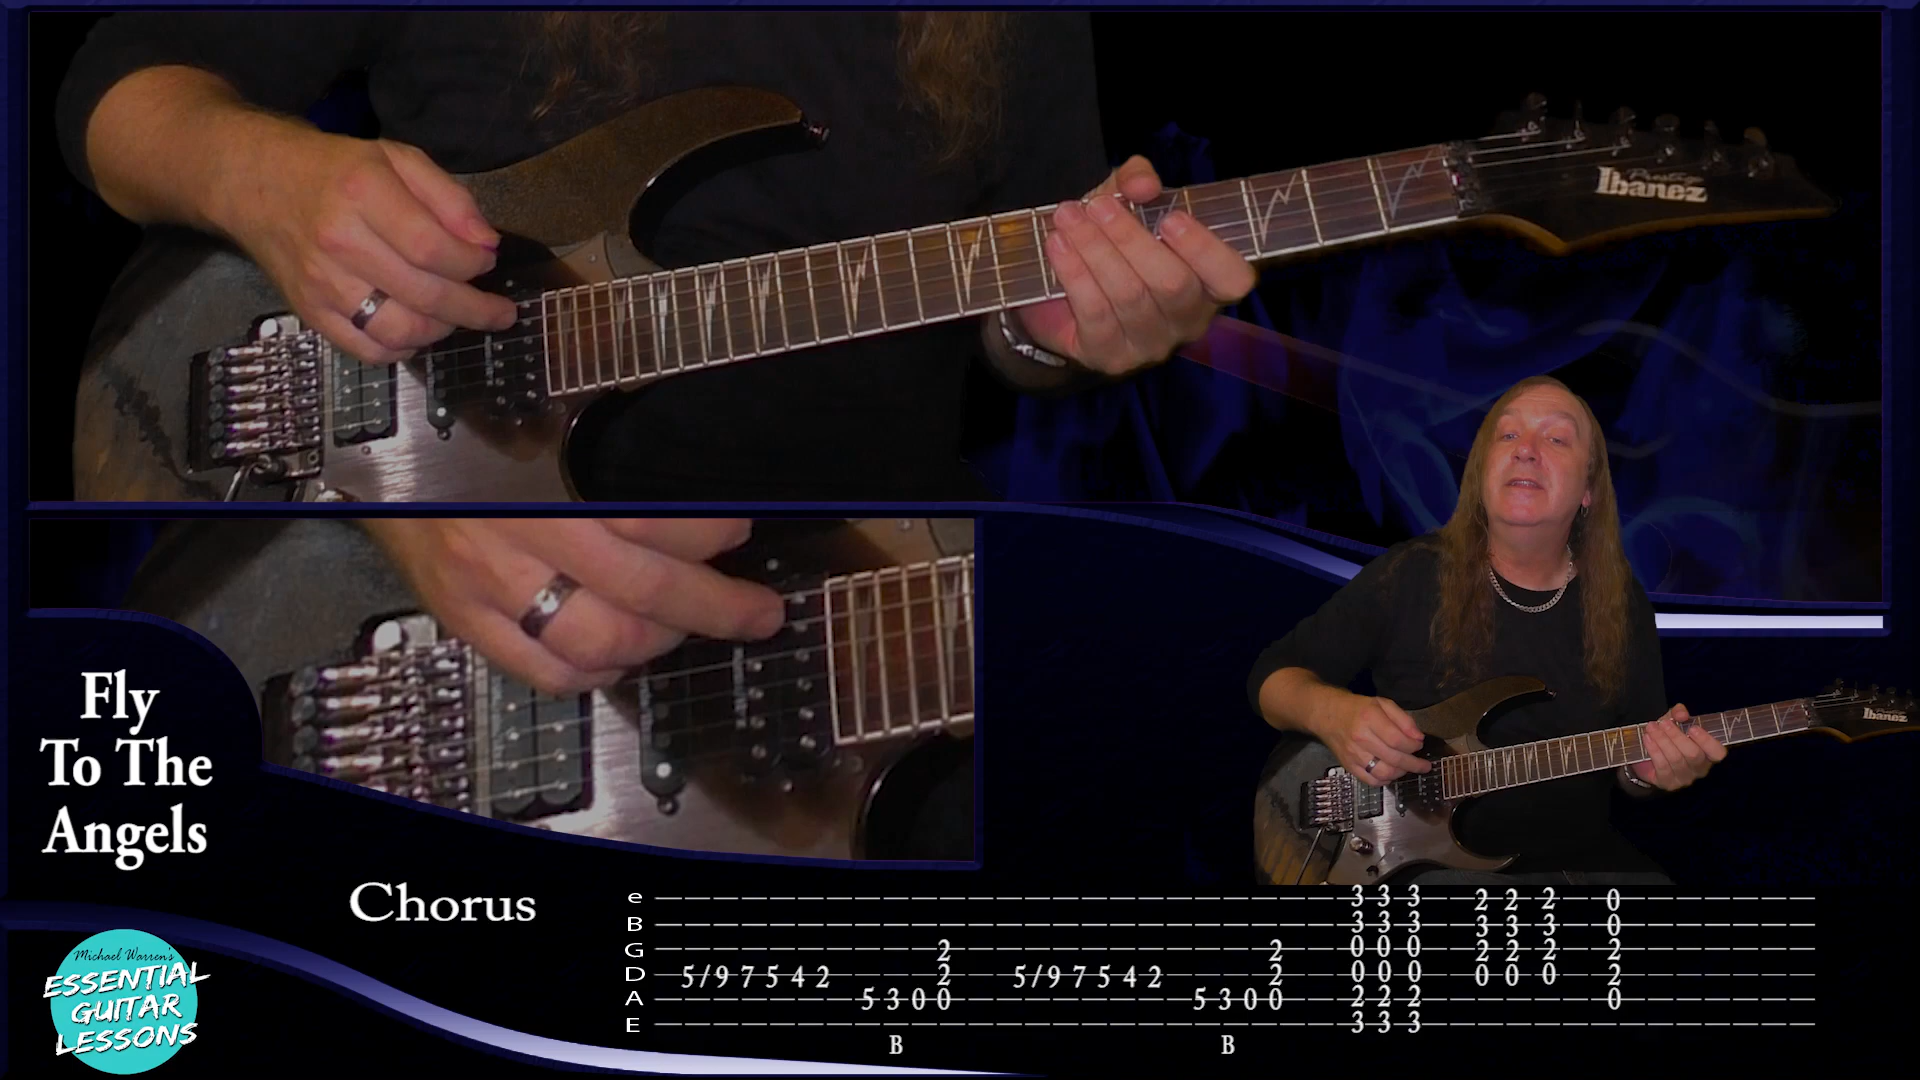 Prestige
Ibanez
Ibanez
Fly
To The
Angels
Chorus
e 3 3 3 2 2 2 0
B 3 3 3 3 3 3 0
G 2 2 0 0 0 2 2 2 2
D 5/9 7 5 4 2 2 5/9 7 5 4 2 2 0 0 0 0 0 0 2
A 5 3 0 0 5 3 0 0 2 2 2 0
E 3 3 3
B B
Michael Warren's
ESSENTIAL
GUITAR
LESSONS